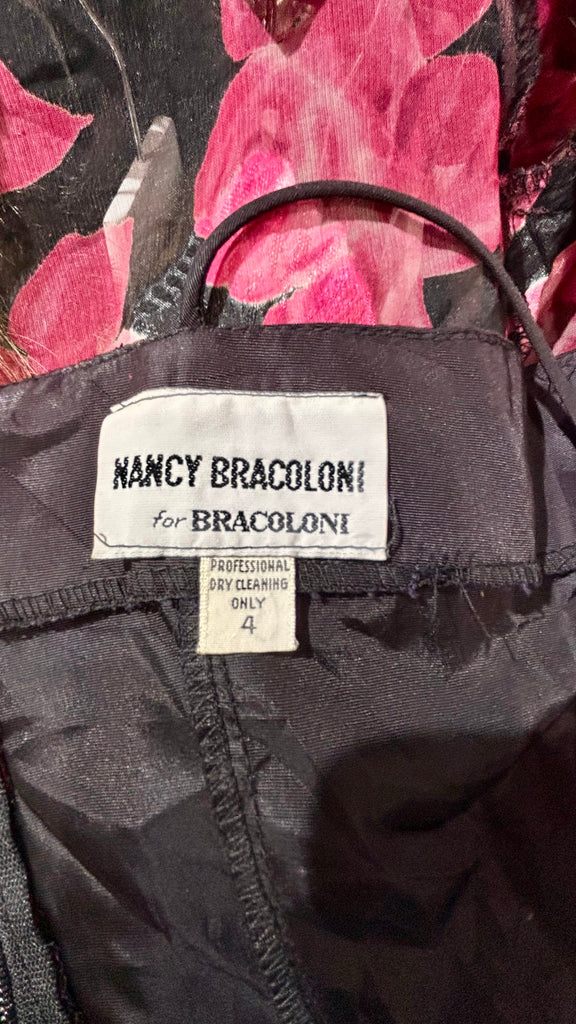 NANCY BRACOLONI
for BRACOLONI
PROFESSIONAL
DRY CLEANING
ONLY
4